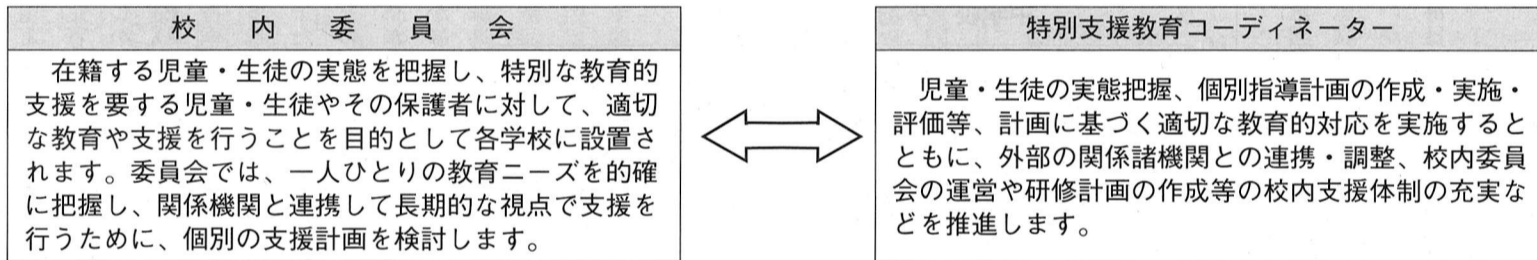 校内委員会
在籍する児童・生徒の実態を把握し、特別な教育的
支援を要する児童・生徒やその保護者に対して、適切
な教育や支援を行うことを目的として各学校に設置さ
れます。委員会では、一人ひとりの教育ニーズを的確
に把握し、関係機関と連携して長期的な視点で支援を
行うために、個別の支援計画を検討します。
特別支援教育コーディネーター
児童・生徒の実態把握、個別指導計画の作成・実施・
評価等、計画に基づく適切な教育的対応を実施すると
ともに、外部の関係諸機関との連携・調整、校内委員
会の運営や研修計画の作成等の校内支援体制の充実な
どを推進します。